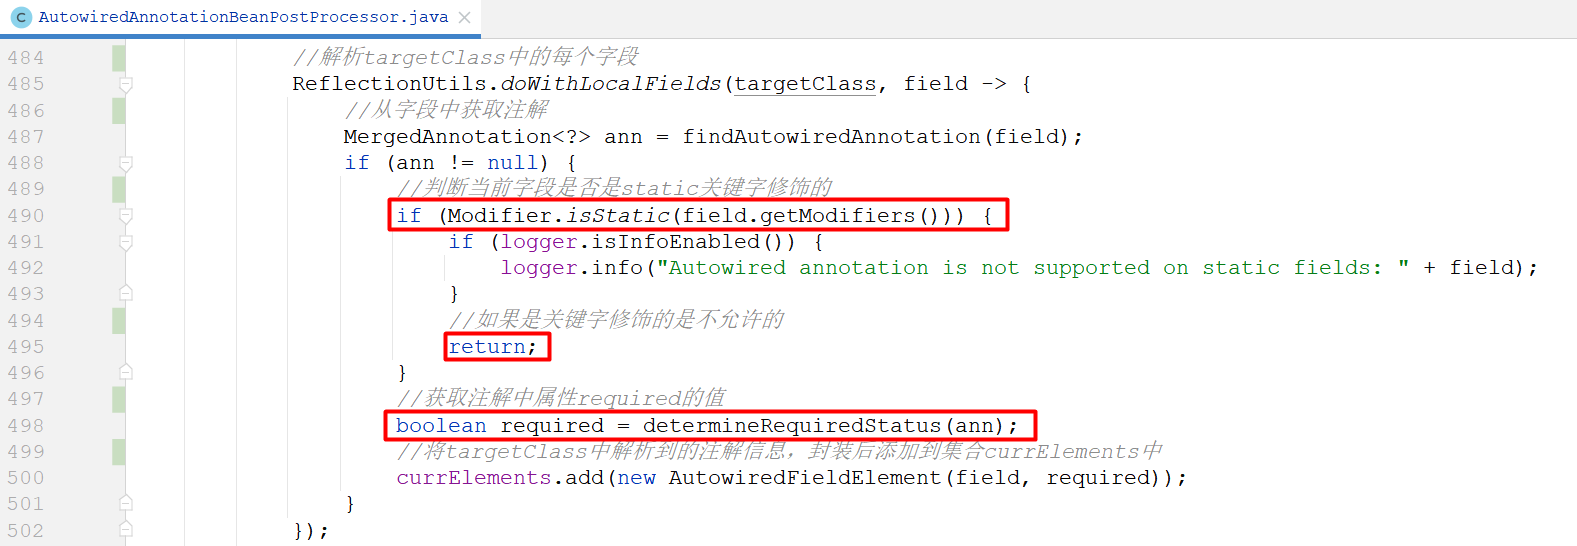 C AutowiredAnnotationBeanPostProcessor.java
484 //解析targetClass中的每个字段
485 ReflectionUtils.doWithLocalFields(targetClass, field -> {
486 //从字段中获取注解
487 MergedAnnotation<?> ann = findAutowiredAnnotation(field);
488 if (ann != null) {
489 //判断当前字段是否是static关键字修饰的
490 if (Modifier.isStatic(field.getModifiers())) {
491 if (logger.isInfoEnabled()) {
492 logger.info("Autowired annotation is not supported on static fields: " + field);
493 }
494 //如果是关键字修饰的是不允许的
495 return;
496 }
497 //获取注解中属性required的值
498 boolean required = determineRequiredStatus(ann);
499 //将targetClass中解析到的注解信息，封装后添加到集合currElements中
500 currElements.add(new AutowiredFieldElement(field, required));
501 }
502 });